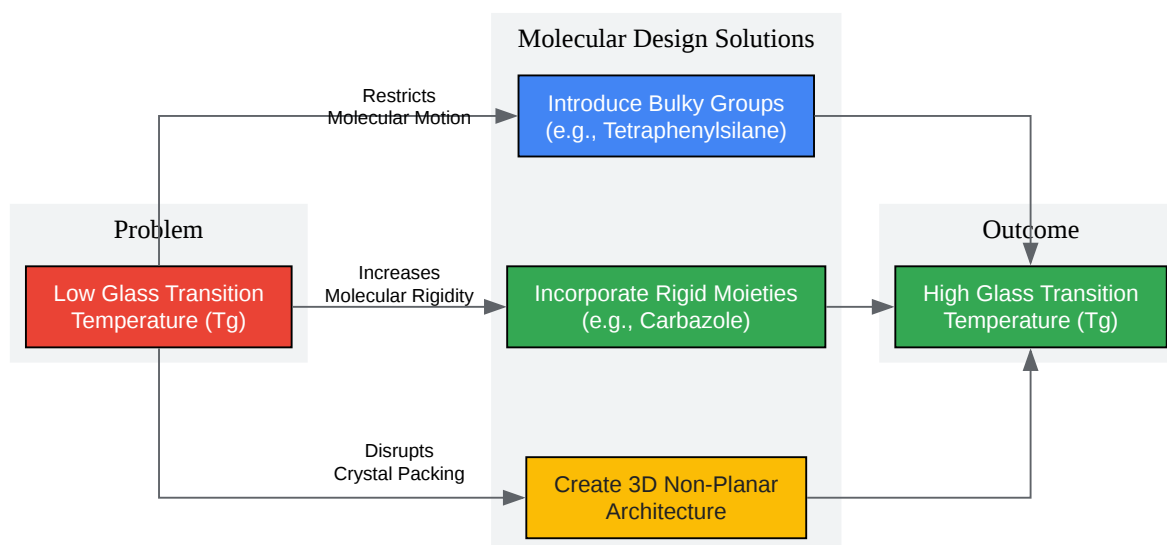 Molecular Design Solutions
Restricts
Molecular Motion
Introduce Bulky Groups
(e.g., Tetraphenylsilane)
Problem
Low Glass Transition
Temperature (Tg)
Increases
Molecular Rigidity
Incorporate Rigid Moieties
(e.g., Carbazole)
Outcome
High Glass Transition
Temperature (Tg)
Disrupts
Crystal Packing
Create 3D Non-Planar
Architecture